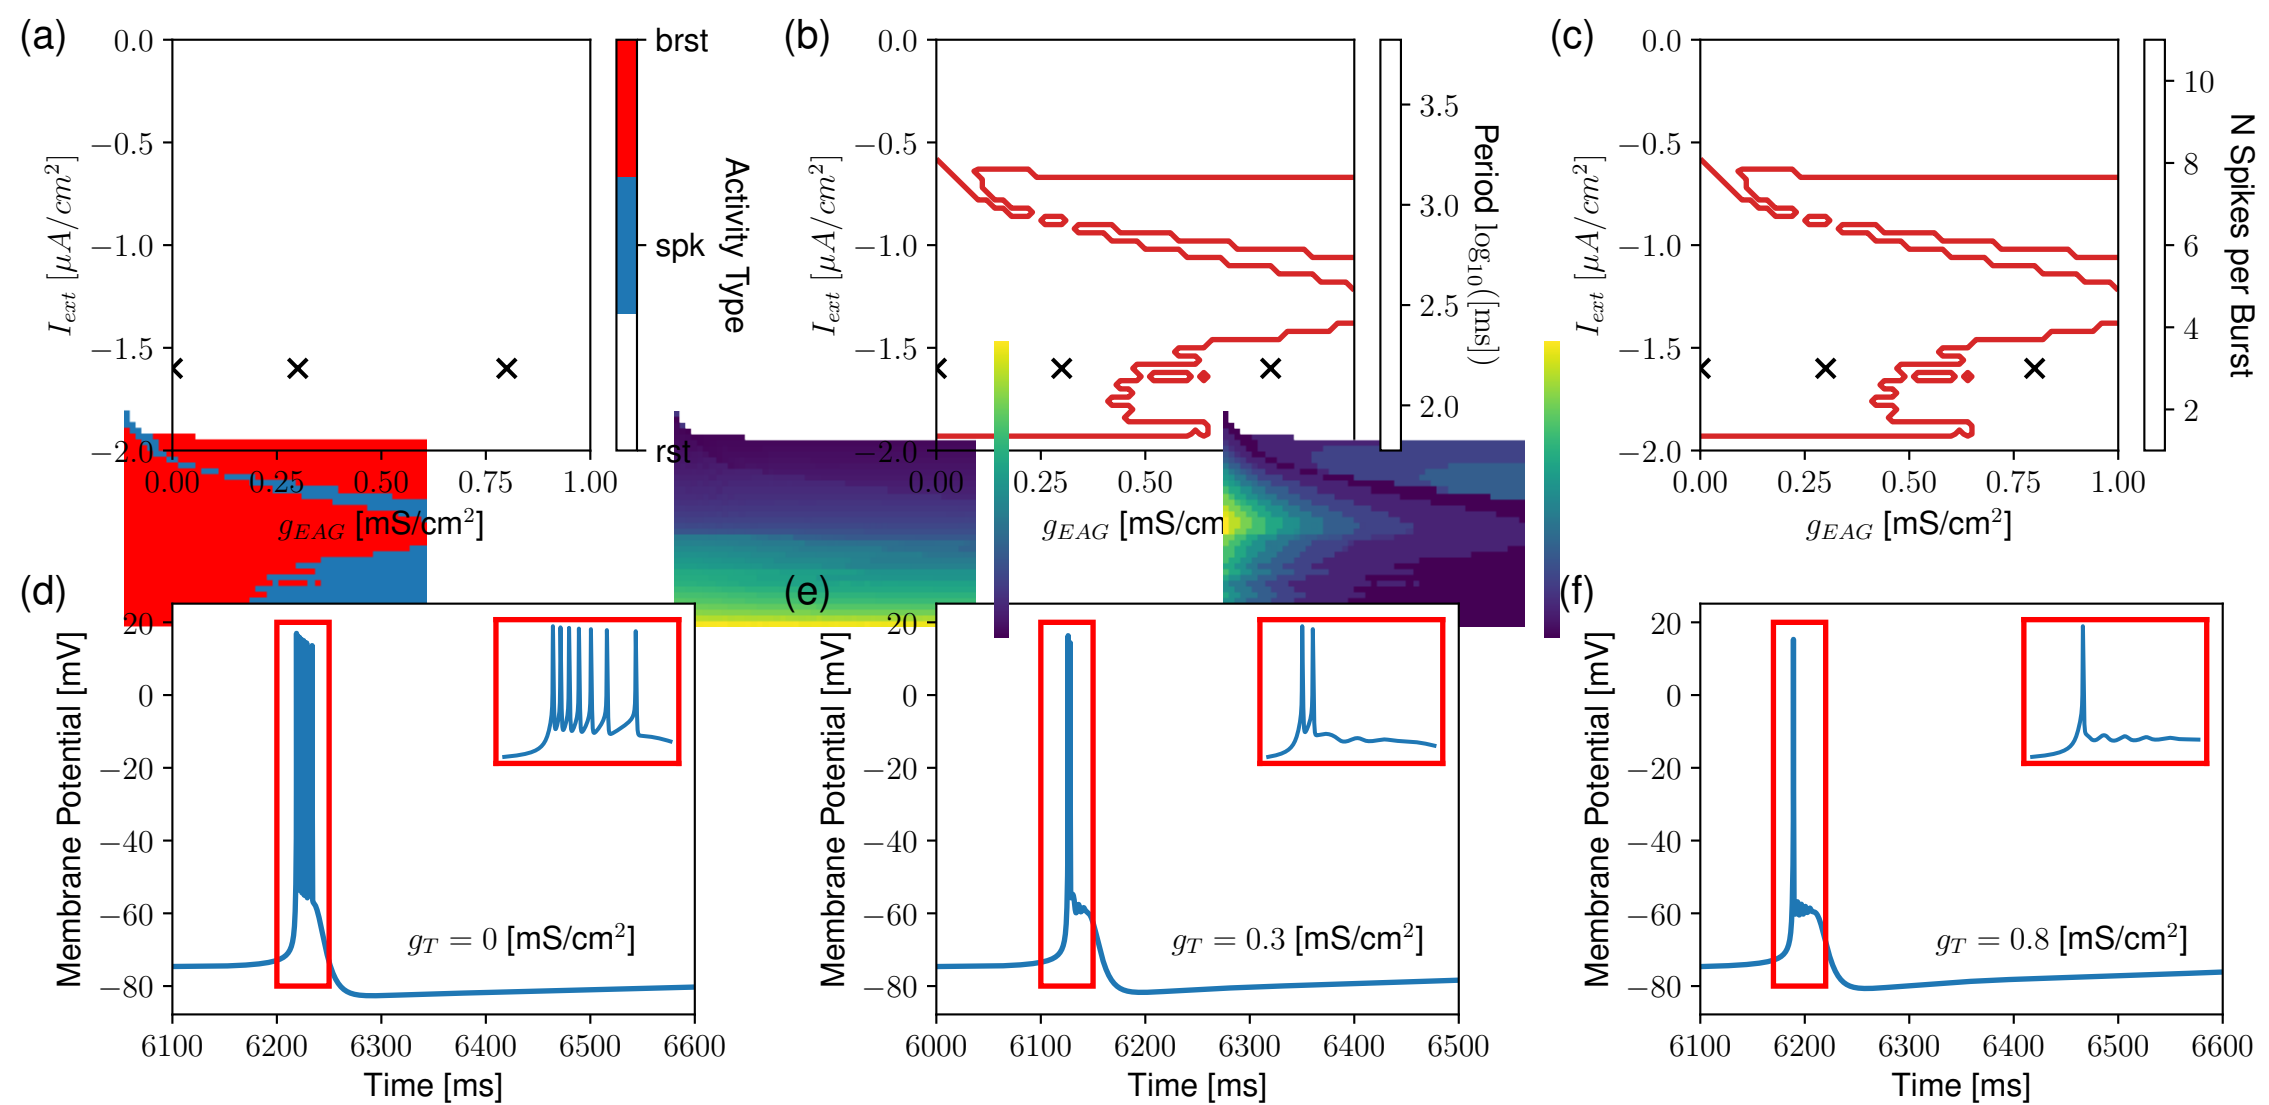 (a)
0.0
−0.5
−1.0
−1.5
−2.0
I_ext [μA/cm²]
0.00 0.25 0.50 0.75 1.00
g_EAG [mS/cm²]
brst
spk
rst
Activity Type
(b)
0.0
−0.5
−1.0
−1.5
−2.0
I_ext [μA/cm²]
0.00 0.25 0.50
g_EAG [mS/cm
3.5
3.0
2.5
2.0
Period log₁₀([ms])
(c)
0.0
−0.5
−1.0
−1.5
−2.0
I_ext [μA/cm²]
0.00 0.25 0.50 0.75 1.00
g_EAG [mS/cm²]
10
8
6
4
2
N Spikes per Burst
(d)
20
0
−20
−40
−60
−80
Membrane Potential [mV]
g_T = 0 [mS/cm²]
6100 6200 6300 6400 6500 6600
Time [ms]
(e)
20
0
−20
−40
−60
−80
Membrane Potential [mV]
g_T = 0.3 [mS/cm²]
6000 6100 6200 6300 6400 6500
Time [ms]
(f)
20
0
−20
−40
−60
−80
Membrane Potential [mV]
g_T = 0.8 [mS/cm²]
6100 6200 6300 6400 6500 6600
Time [ms]